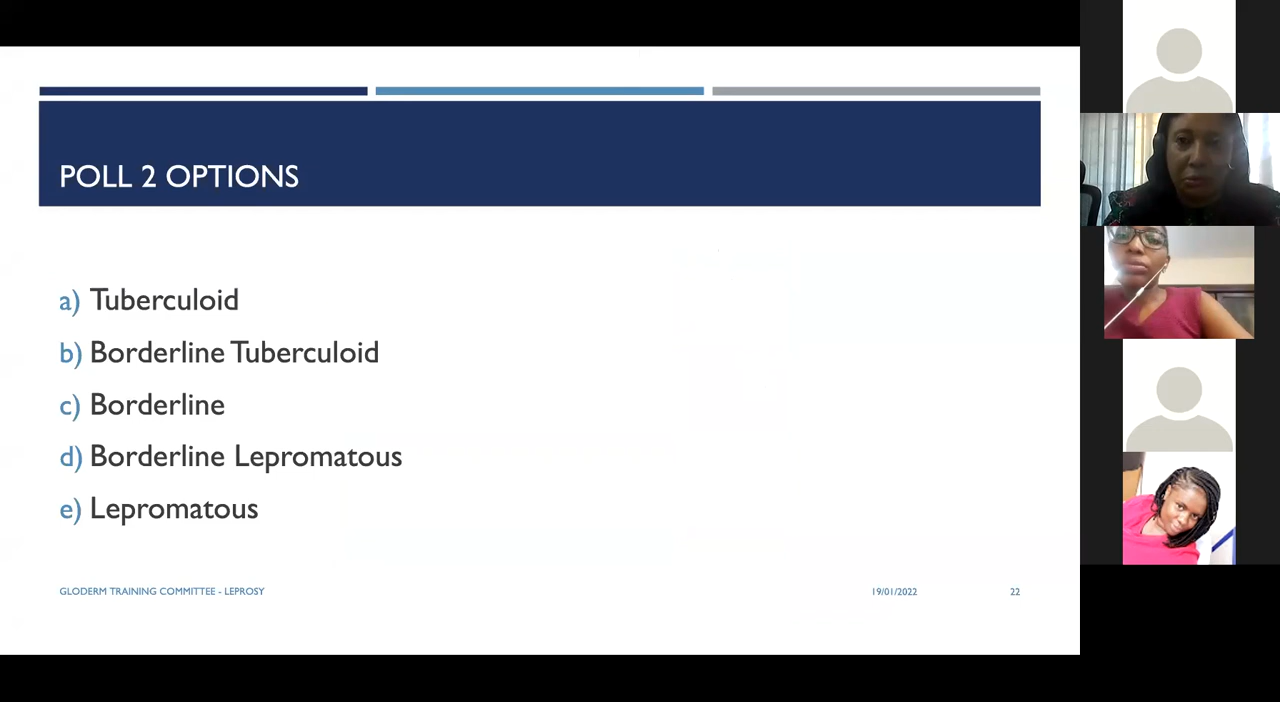 POLL 2 OPTIONS
a) Tuberculoid
b) Borderline Tuberculoid
c) Borderline
d) Borderline Lepromatous
e) Lepromatous
GLODERM TRAINING COMMITTEE - LEPROSY 19/01/2022 22